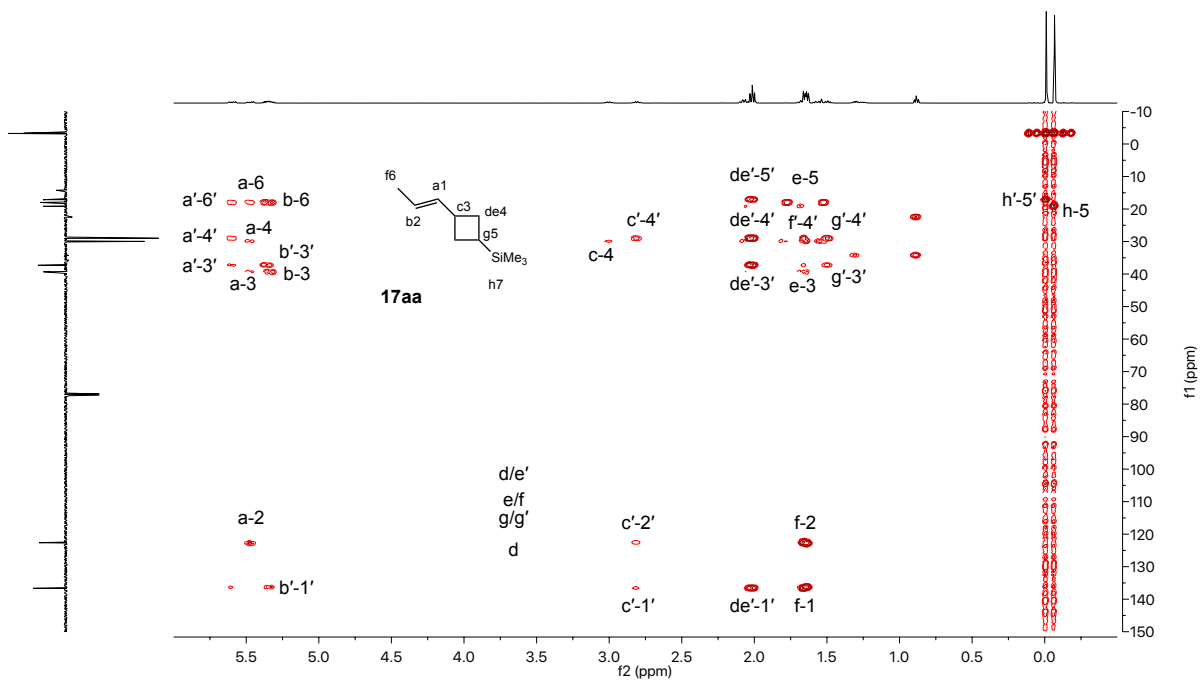 a′-6′ a-6 b-6
a′-4′ a-4
b′-3′
a′-3′ b-3
a-3
f6 a1
b2 c3 de4
g5
SiMe3
h7
17aa
c′-4′
c-4
de′-5′ e-5
de′-4′ f′-4′ g′-4′
de′-3′ e-3 g′-3′
h′-5′ h-5
d/e′
e/f
g/g′
d
a-2 c′-2′ f-2
b′-1′
c′-1′ de′-1′ f-1
-10
0
10
20
30
40
50
60
70
80
90
100
110
120
130
140
150
f1 (ppm)
5.5 5.0 4.5 4.0 3.5 3.0 2.5 2.0 1.5 1.0 0.5 0.0
f2 (ppm)